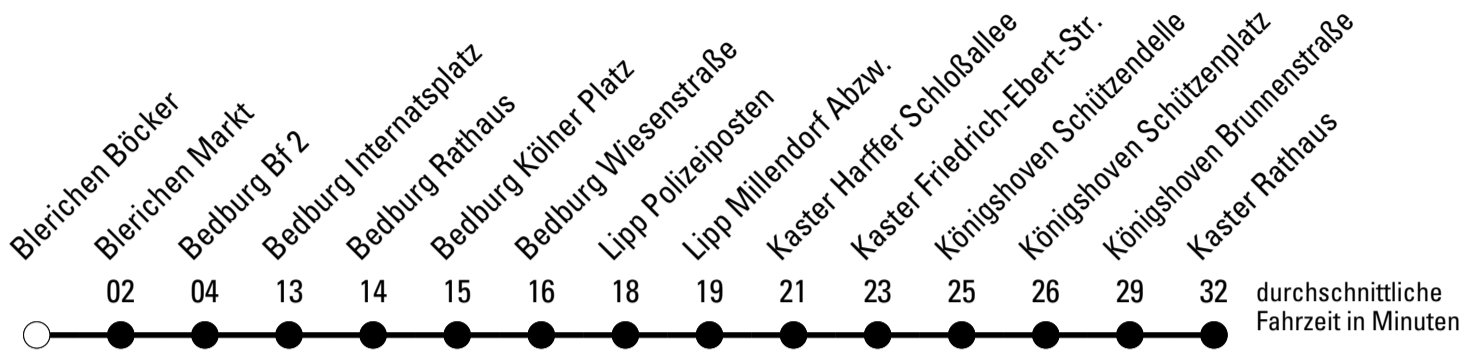 Blerichen Böcker
Blerichen Markt
Bedburg Bf 2
Bedburg Internatsplatz
Bedburg Rathaus
Bedburg Kölner Platz
Bedburg Wiesenstraße
Lipp Polizeiposten
Lipp Millendorf Abzw.
Kaster Harffer Schloßallee
Kaster Friedrich-Ebert-Str.
Königshoven Schützendelle
Königshoven Schützenplatz
Königshoven Brunnenstraße
Kaster Rathaus
02 04 13 14 15 16 18 19 21 23 25 26 29 32
durchschnittliche
Fahrzeit in Minuten